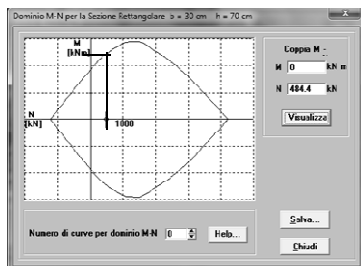 Dominio M-N per la Sezione Rettangolare b = 30 cm h = 70 cm
M
[kNm]
N
[kN]
1000
Coppia M -
M 0 kN m
N 484.4 kN
Visualizza
Numero di curve per dominio M-N 0
Help...
Salva...
Chiudi